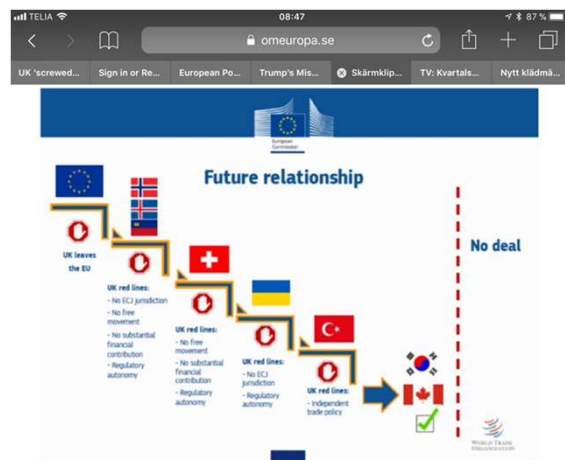 TELIA
08:47
87 %
omeuropa.se
UK 'screwed...
Sign in or Re...
European Po...
Trump's Mis...
Skärmklip...
TV: Kvartals...
Nytt klädmä...
European
Commission
Future relationship
No deal
UK leaves
the EU
UK red lines:
- No ECJ jurisdiction
- No free
movement
- No substantial
financial
contribution
- Regulatory
autonomy
UK red lines:
- No free
movement
- No substantial
financial
contribution
- Regulatory
autonomy
UK red lines:
- No ECJ
jurisdiction
- Regulatory
autonomy
UK red lines:
- Independent
trade policy
WORLD TRADE
ORGANIZATION